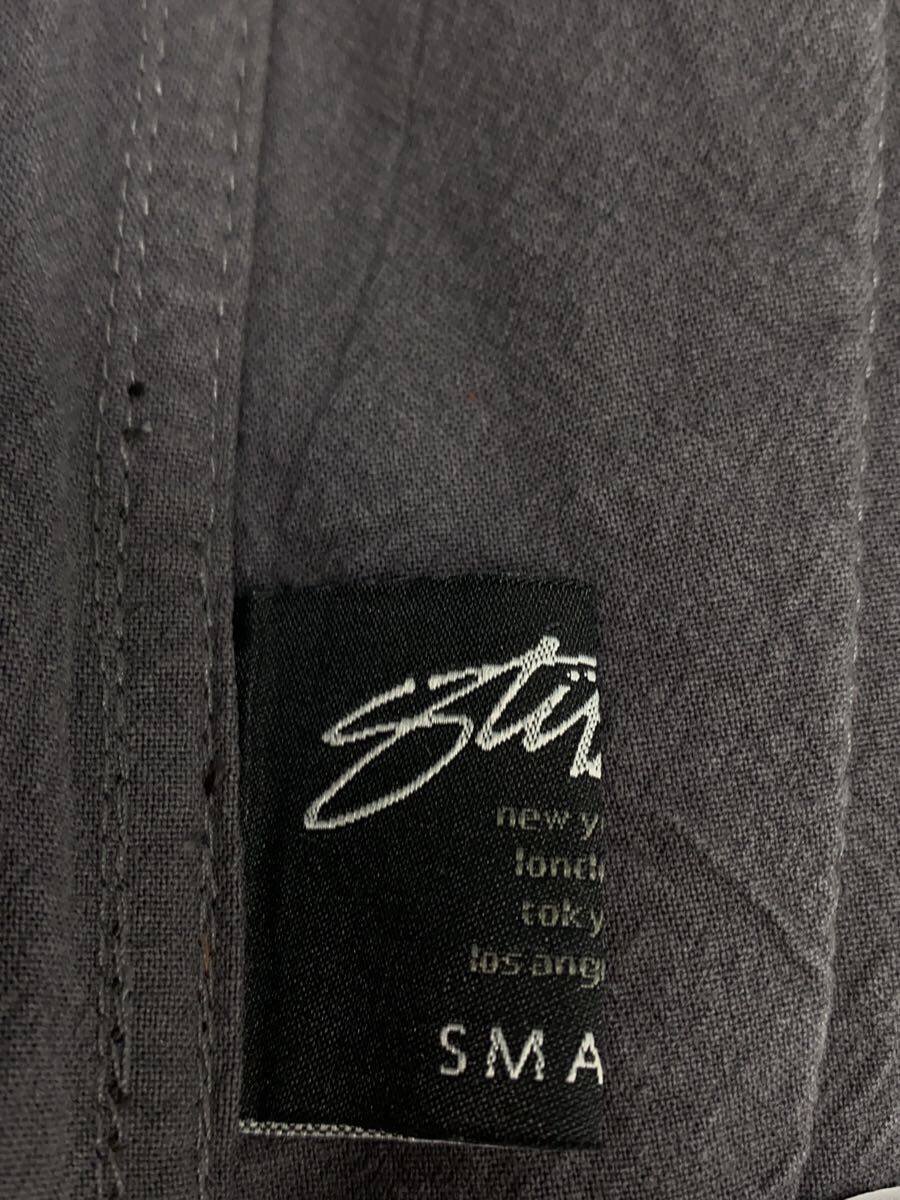 Stü
new y
lond
toky
los ang
SMA